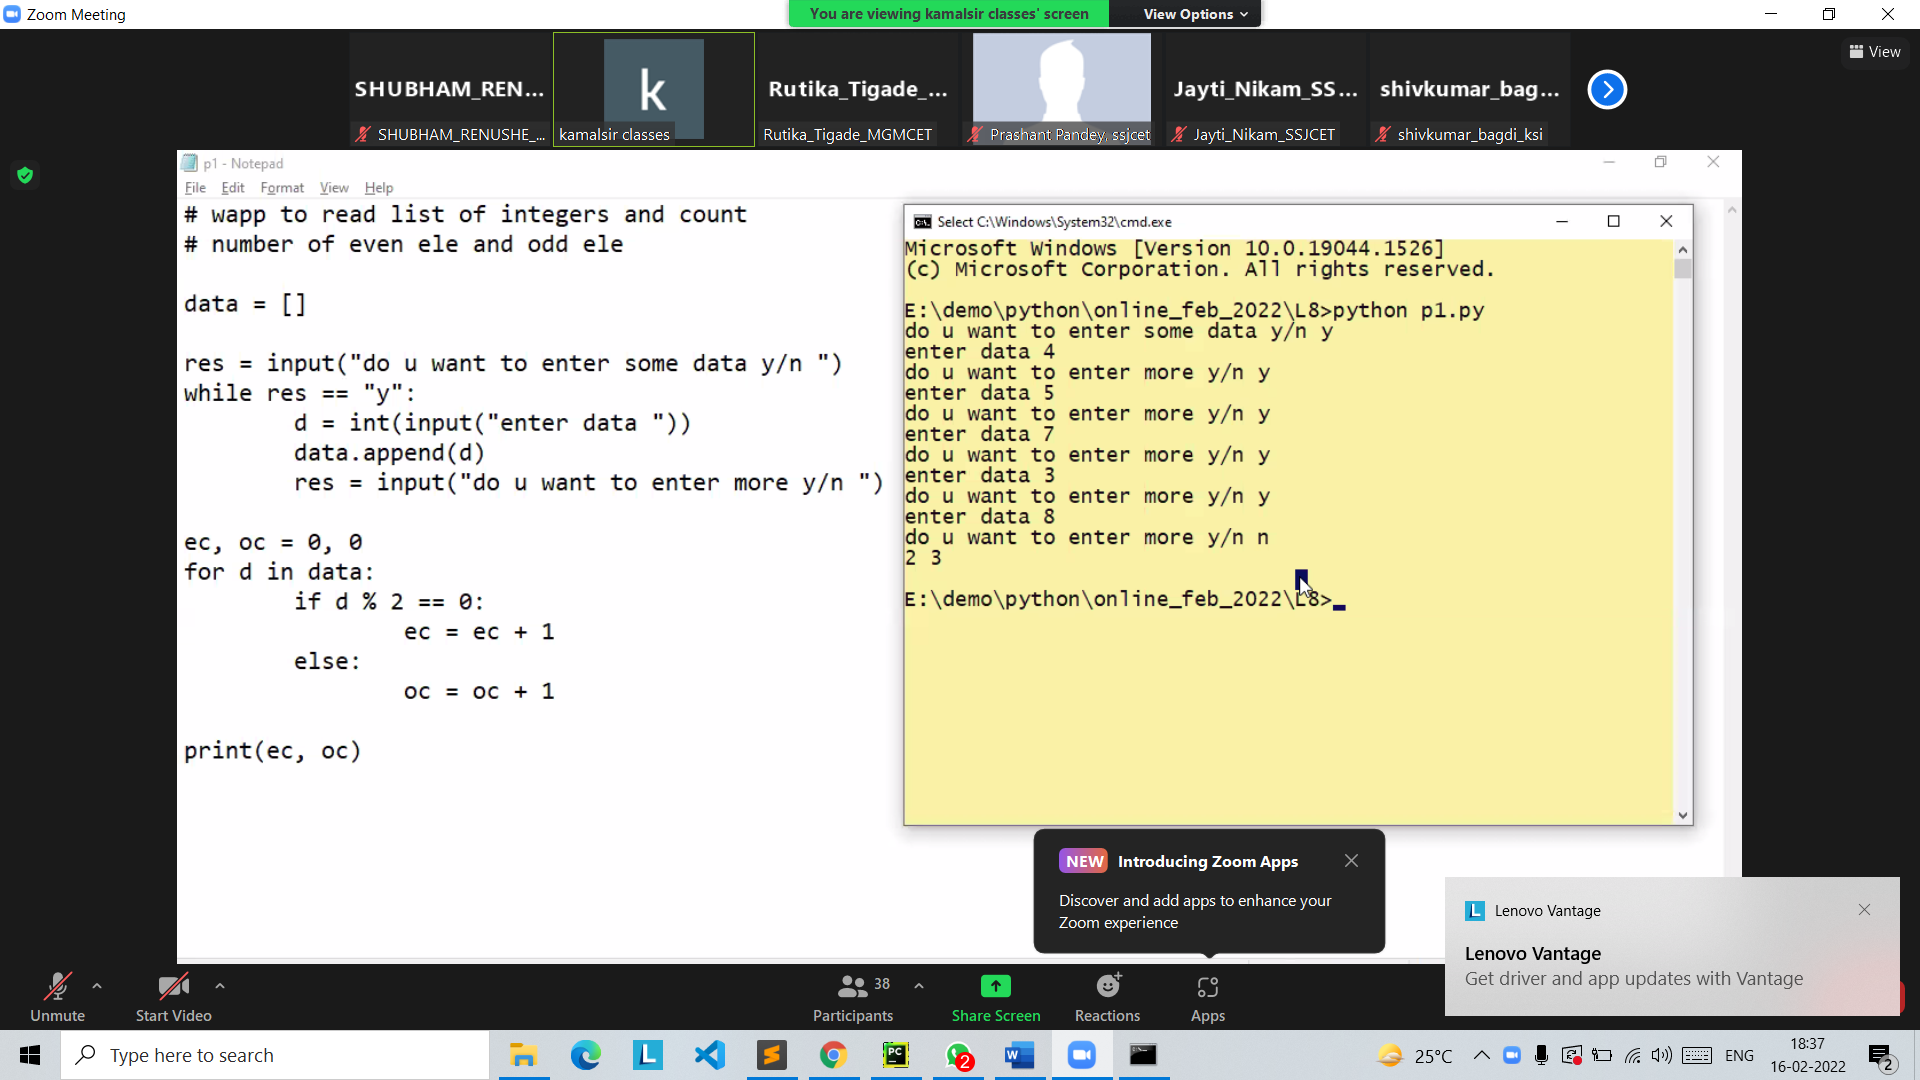 Zoom Meeting
You are viewing kamalsir classes' screen
View Options
View
SHUBHAM_REN...
SHUBHAM_RENUSHE_...
k
kamalsir classes
Rutika_Tigade_...
Rutika_Tigade_MGMCET
Prashant Pandey, ssjcet
Jayti_Nikam_SS...
Jayti_Nikam_SSJCET
shivkumar_bag...
shivkumar_bagdi_ksi
p1 - Notepad
File Edit Format View Help
# wapp to read list of integers and count
# number of even ele and odd ele
data = []
res = input("do u want to enter some data y/n ")
while res == "y":
d = int(input("enter data "))
data.append(d)
res = input("do u want to enter more y/n ")
ec, oc = 0, 0
for d in data:
if d % 2 == 0:
ec = ec + 1
else:
oc = oc + 1
print(ec, oc)
Select C:\Windows\System32\cmd.exe
Microsoft Windows [Version 10.0.19044.1526]
(c) Microsoft Corporation. All rights reserved.
E:\demo\python\online_feb_2022\L8>python p1.py
do u want to enter some data y/n y
enter data 4
do u want to enter more y/n y
enter data 5
do u want to enter more y/n y
enter data 7
do u want to enter more y/n y
enter data 3
do u want to enter more y/n y
enter data 8
do u want to enter more y/n n
2 3
E:\demo\python\online_feb_2022\L8>
NEW Introducing Zoom Apps
Discover and add apps to enhance your
Zoom experience
L Lenovo Vantage
Lenovo Vantage
Get driver and app updates with Vantage
Unmute
Start Video
38
Participants
Share Screen
Reactions
Apps
Type here to search
L
PC
2
W
25°C
ENG
18:37
16-02-2022
2